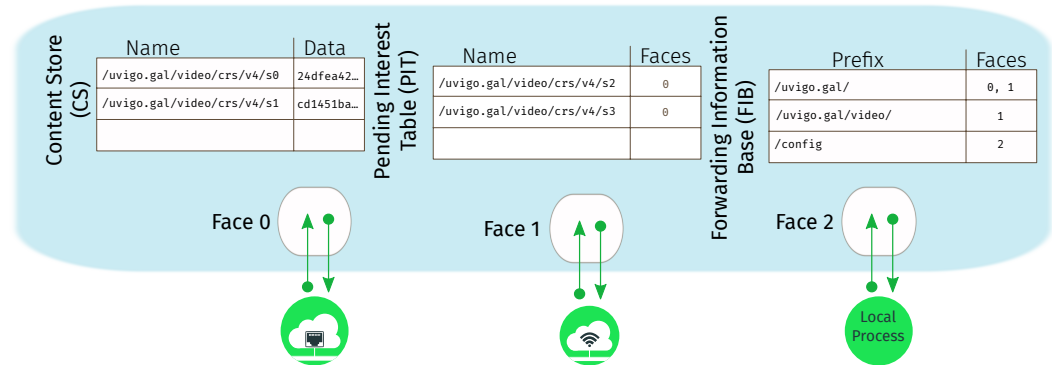 Content Store
(CS)
Name Data
/uvigo.gal/video/crs/v4/s0 24dfea42…
/uvigo.gal/video/crs/v4/s1 cd1451ba…
Pending Interest
Table (PIT)
Name Faces
/uvigo.gal/video/crs/v4/s2 0
/uvigo.gal/video/crs/v4/s3 0
Forwarding Information
Base (FIB)
Prefix Faces
/uvigo.gal/ 0, 1
/uvigo.gal/video/ 1
/config 2
Face 0
Face 1
Face 2
Local
Process